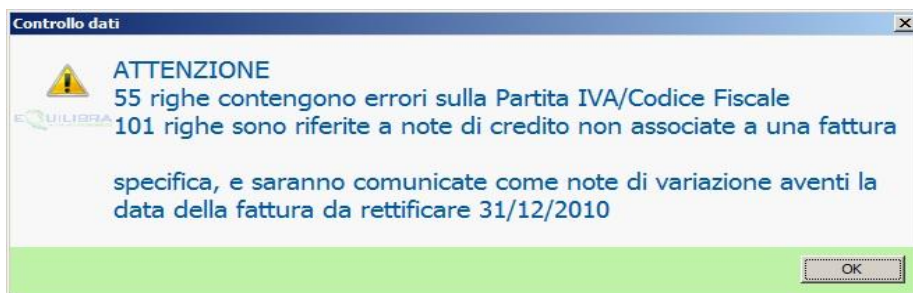 Controllo dati
ATTENZIONE
55 righe contengono errori sulla Partita IVA/Codice Fiscale
EQUILIBRA
101 righe sono riferite a note di credito non associate a una fattura
specifica, e saranno comunicate come note di variazione aventi la
data della fattura da rettificare 31/12/2010
OK